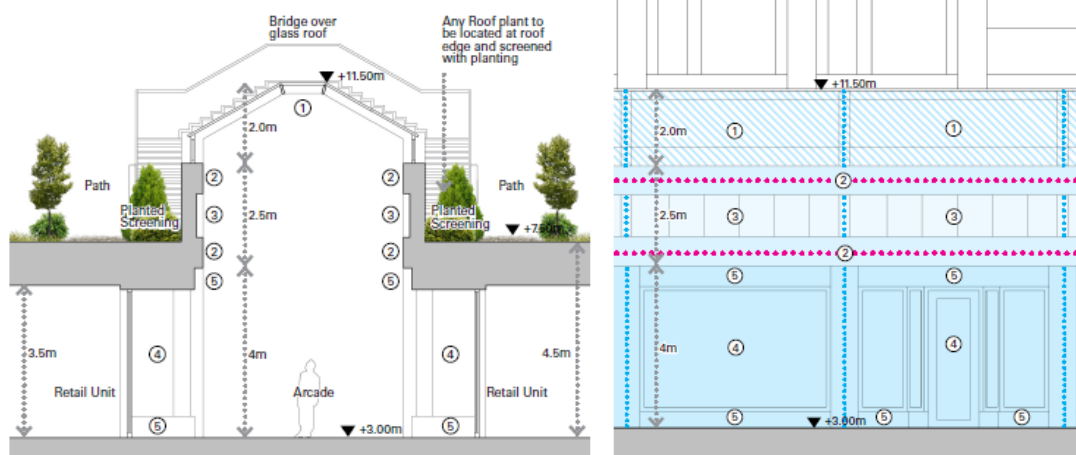 Bridge over
glass roof
Any Roof plant to
be located at roof
edge and screened
with planting
+11.50m
1
2.0m
2
2
Path
Path
Planted
Screening
Planted
Screening
3
3
2.5m
+7.50m
2
2
5
5
3.5m
4
4m
4
4.5m
Retail Unit
Arcade
Retail Unit
5
5
+3.00m
+11.50m
2.0m
1
1
2
2.5m
3
3
2
5
5
4m
4
4
5
5
5
+3.00m